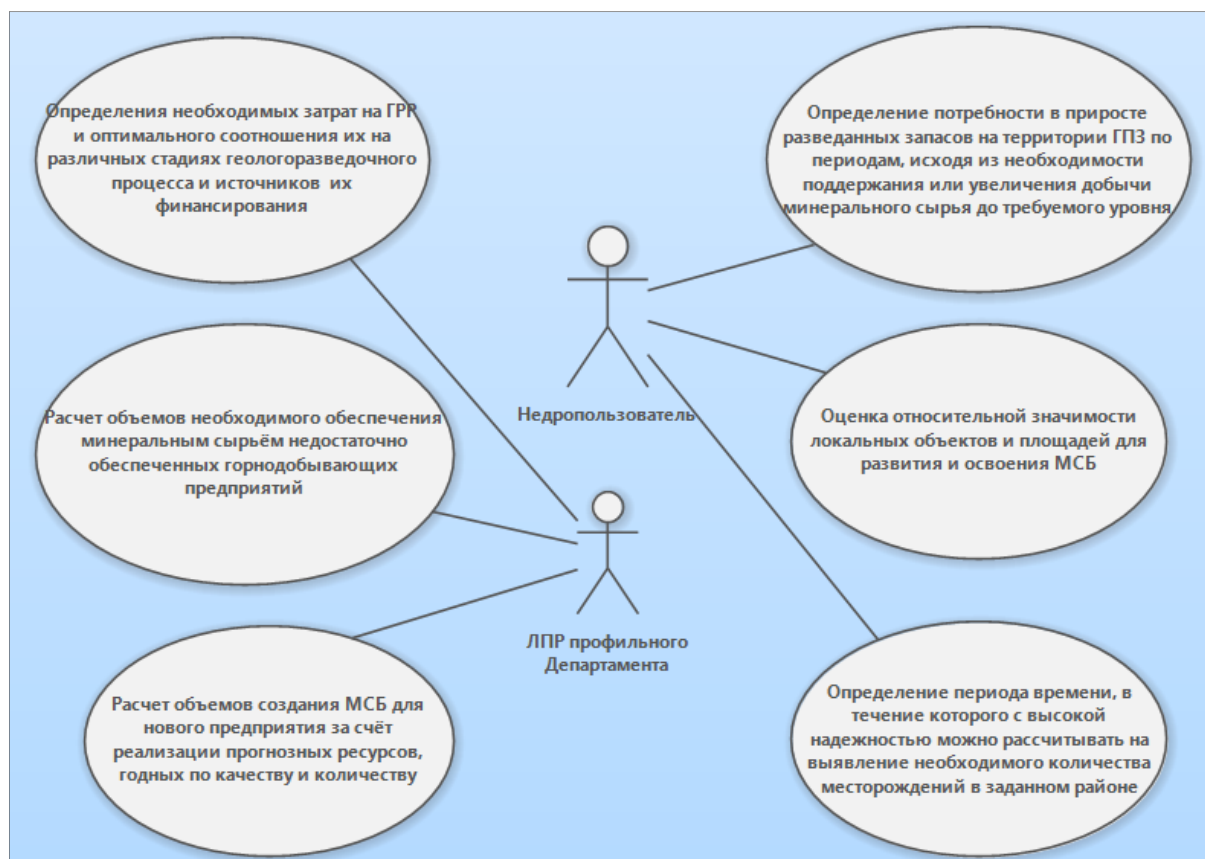 Определения необходимых затрат на ГРР
и оптимального соотношения их на
различных стадиях геологоразведочного
процесса и источников их
финансирования
Определение потребности в приросте
разведанных запасов на территории ГПЗ по
периодам, исходя из необходимости
поддержания или увеличения добычи
минерального сырья до требуемого уровня
Недропользователь
Расчет объемов необходимого обеспечения
минеральным сырьём недостаточно
обеспеченных горнодобывающих
предприятий
Оценка относительной значимости
локальных объектов и площадей для
развития и освоения МСБ
ЛПР профильного
Департамента
Расчет объемов создания МСБ для
нового предприятия за счёт
реализации прогнозных ресурсов,
годных по качеству и количеству
Определение периода времени, в
течение которого с высокой
надежностью можно рассчитывать на
выявление необходимого количества
месторождений в заданном районе